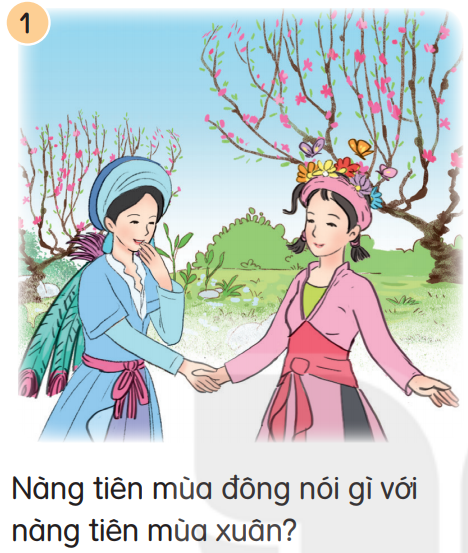 1
Nàng tiên mùa đông nói gì với
nàng tiên mùa xuân?